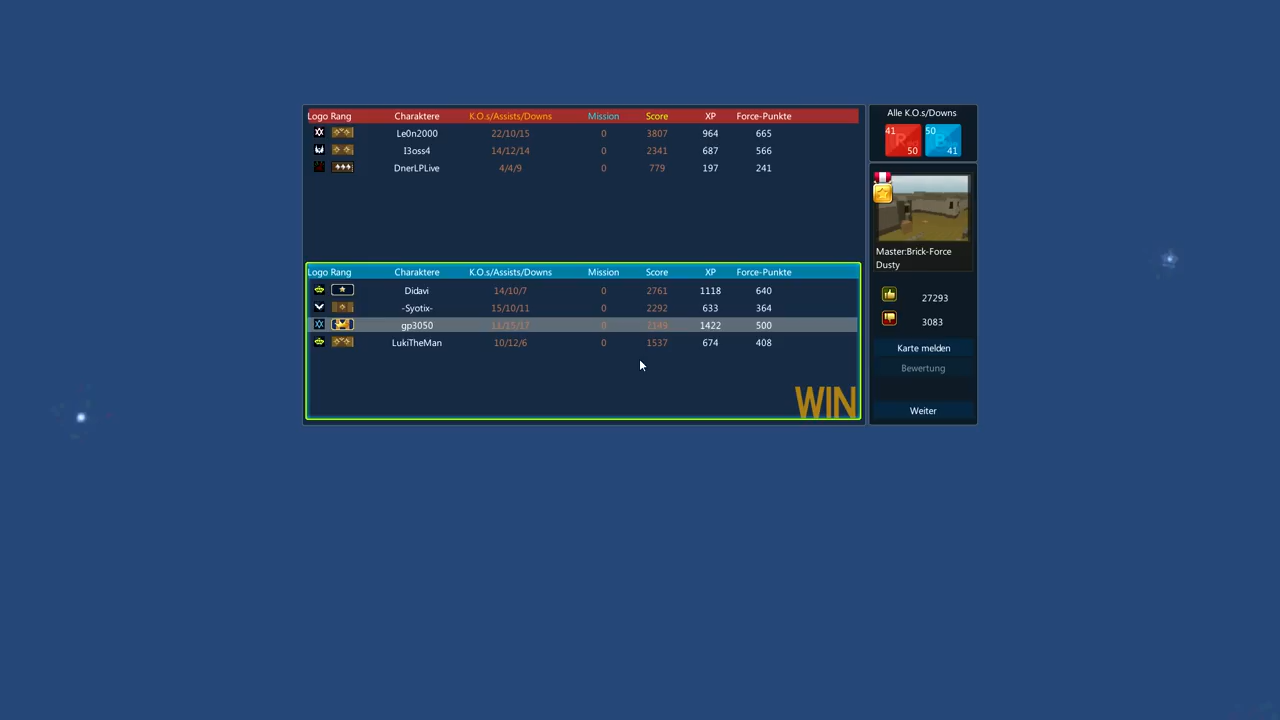 Logo Rang Charaktere K.O.s/Assists/Downs Mission Score XP Force-Punkte
Le0n2000 22/10/15 0 3807 964 665
I3oss4 14/12/14 0 2341 687 566
DnerLPLive 4/4/9 0 779 197 241
Logo Rang Charaktere K.O.s/Assists/Downs Mission Score XP Force-Punkte
Didavi 14/10/7 0 2761 1118 640
-Syotix- 15/10/11 0 2292 633 364
gp3050 11/15/17 0 2149 1422 500
LukiTheMan 10/12/6 0 1537 674 408
WIN
Alle K.O.s/Downs
41 50 50 41
Master:Brick-Force
Dusty
27293
3083
Karte melden
Bewertung
Weiter